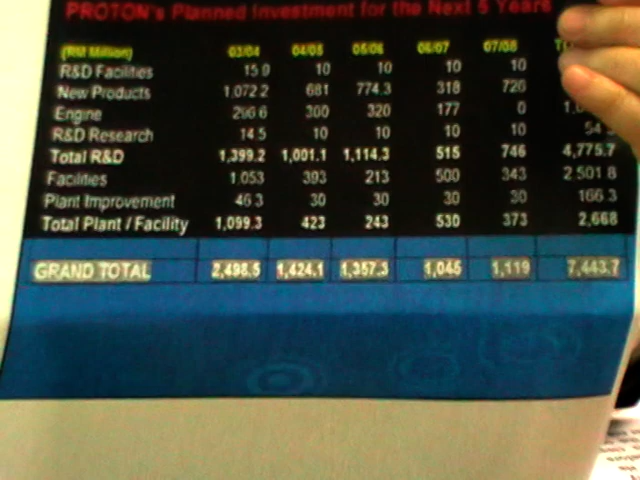 PROTON's Planned Investment for the Next 5 Years
(RM Million) 03/04 04/05 05/06 06/07 07/08
R&D Facilities 15.0 10 10 10 10
New Products 1,072.2 681 774.3 318 726
Engine 300 320 177 0
R&D Research 14.5 10 10 10 10
Total R&D 1,399.2 1,001.1 1,114.3 515 746 4,775.7
Facilities 1,053 393 213 500 343 2,501.8
Plant Improvement 46.3 30 30 30 30 166.3
Total Plant / Facility 1,099.3 423 243 530 373 2,668
GRAND TOTAL 2,498.5 1,424.1 1,357.3 1,045 1,119 7,443.7